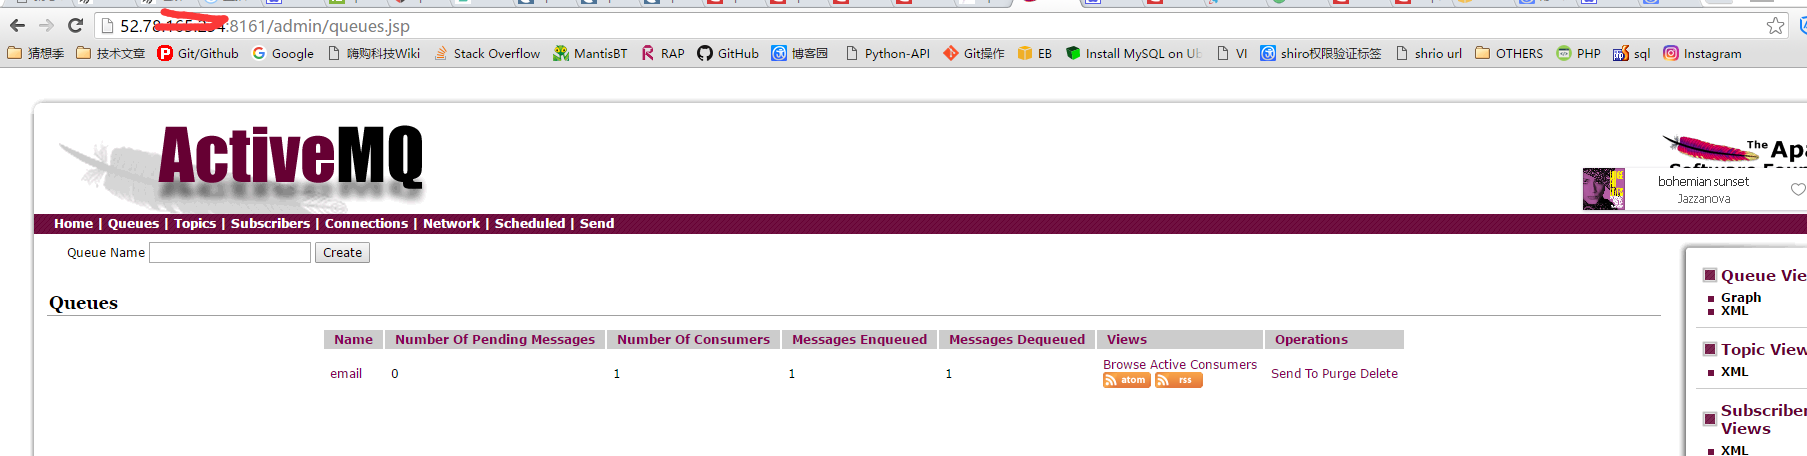 :8161/admin/queues.jsp
猜想季 技术文章 Git/Github Google 嗨购科技Wiki Stack Overflow MantisBT RAP GitHub 博客园 Python-API Git操作 EB Install MySQL on Ub VI shiro权限验证标签 shrio url OTHERS PHP sql Instagram
ActiveMQ
The Apa
bohemian sunset
Jazzanova
Home | Queues | Topics | Subscribers | Connections | Network | Scheduled | Send
Queue Name Create
Queues
Name Number Of Pending Messages Number Of Consumers Messages Enqueued Messages Dequeued Views Operations
email 0 1 1 1 Browse Active Consumers Send To Purge Delete
atom rss
Queue Vie
Graph
XML
Topic View
XML
Subscriber
Views
XML